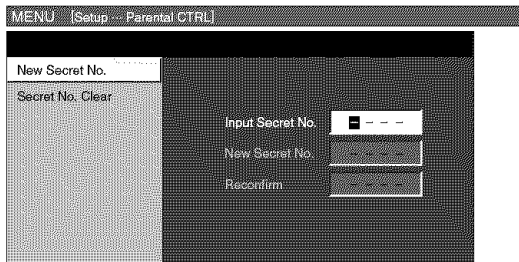 MENU [Setup ... Parental CTRL]
New Secret No.
Secret No. Clear
Input Secret No. - - - -
New Secret No. - - - -
Reconfirm - - - -